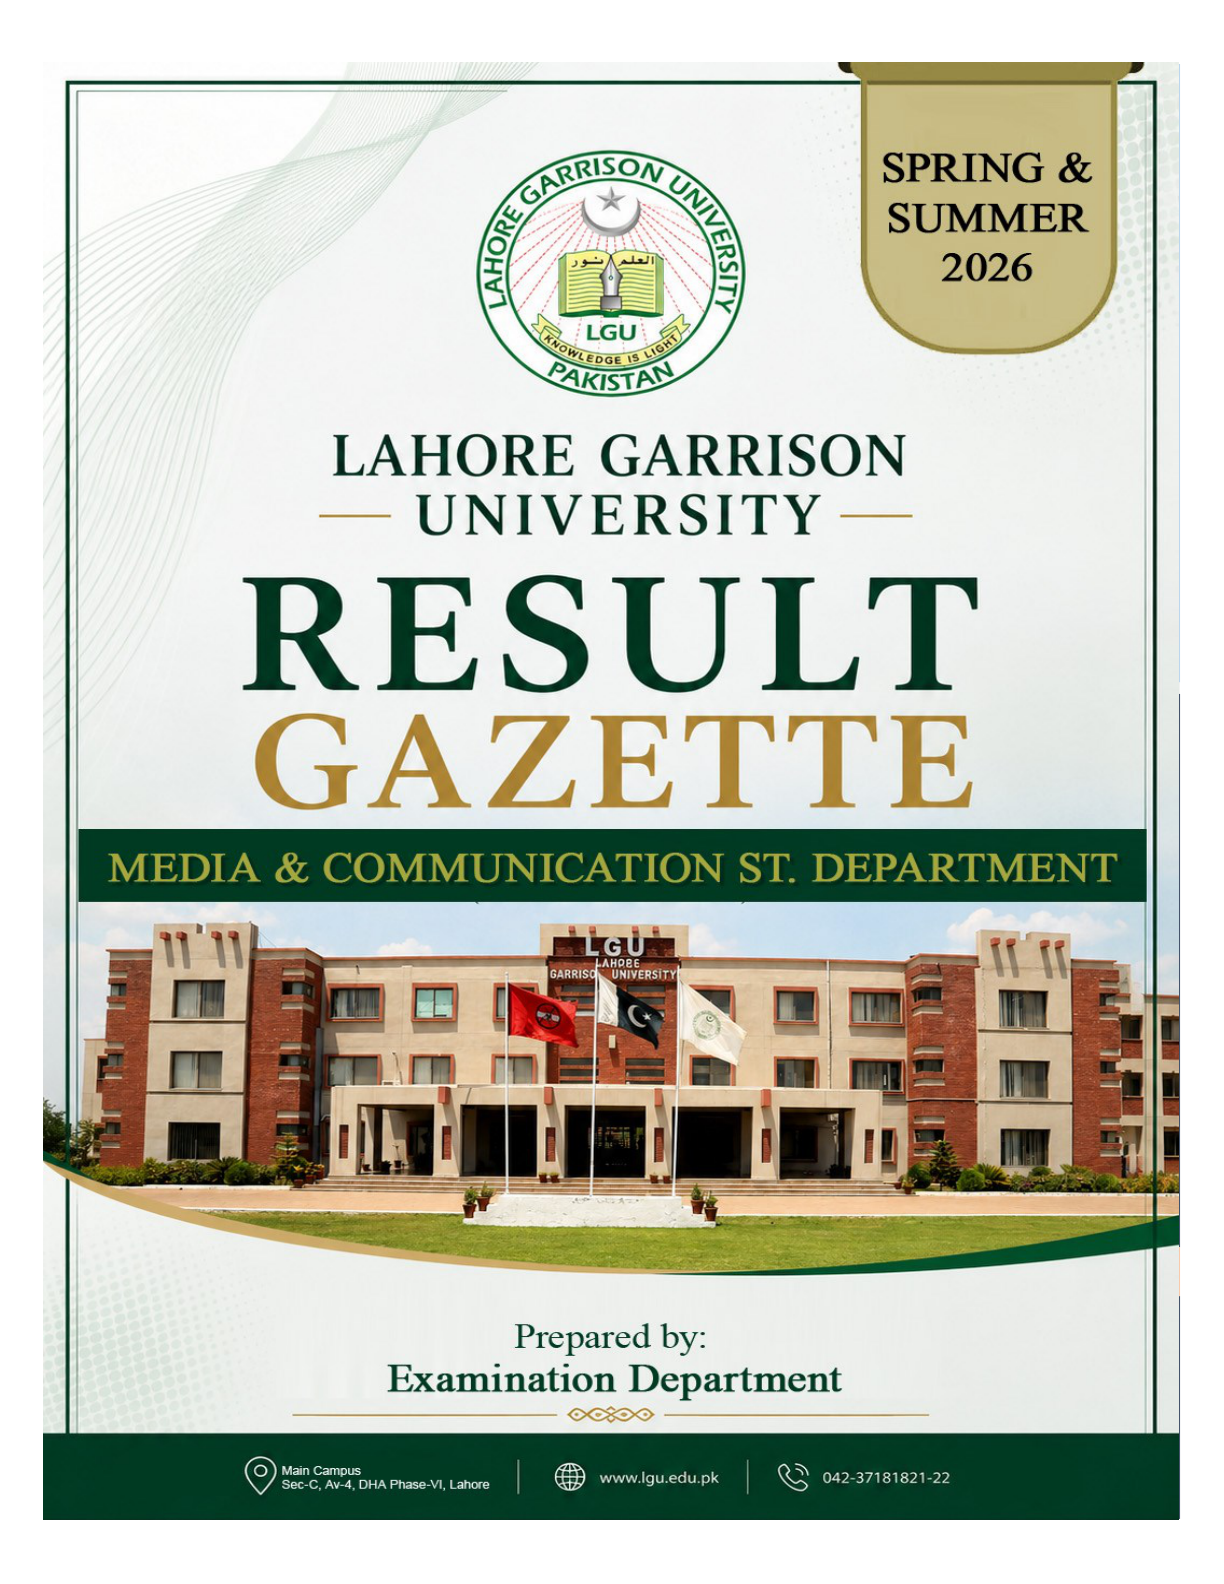 SPRING &
SUMMER
2026
LAHORE GARRISON UNIVERSITY
العلم نور
LGU
KNOWLEDGE IS LIGHT
PAKISTAN
LAHORE GARRISON
UNIVERSITY
RESULT
GAZETTE
MEDIA & COMMUNICATION ST. DEPARTMENT
LGU
LAHORE
GARRISON UNIVERSITY
Prepared by:
Examination Department
Main Campus
Sec-C, Av-4, DHA Phase-VI, Lahore
www.lgu.edu.pk
042-37181821-22